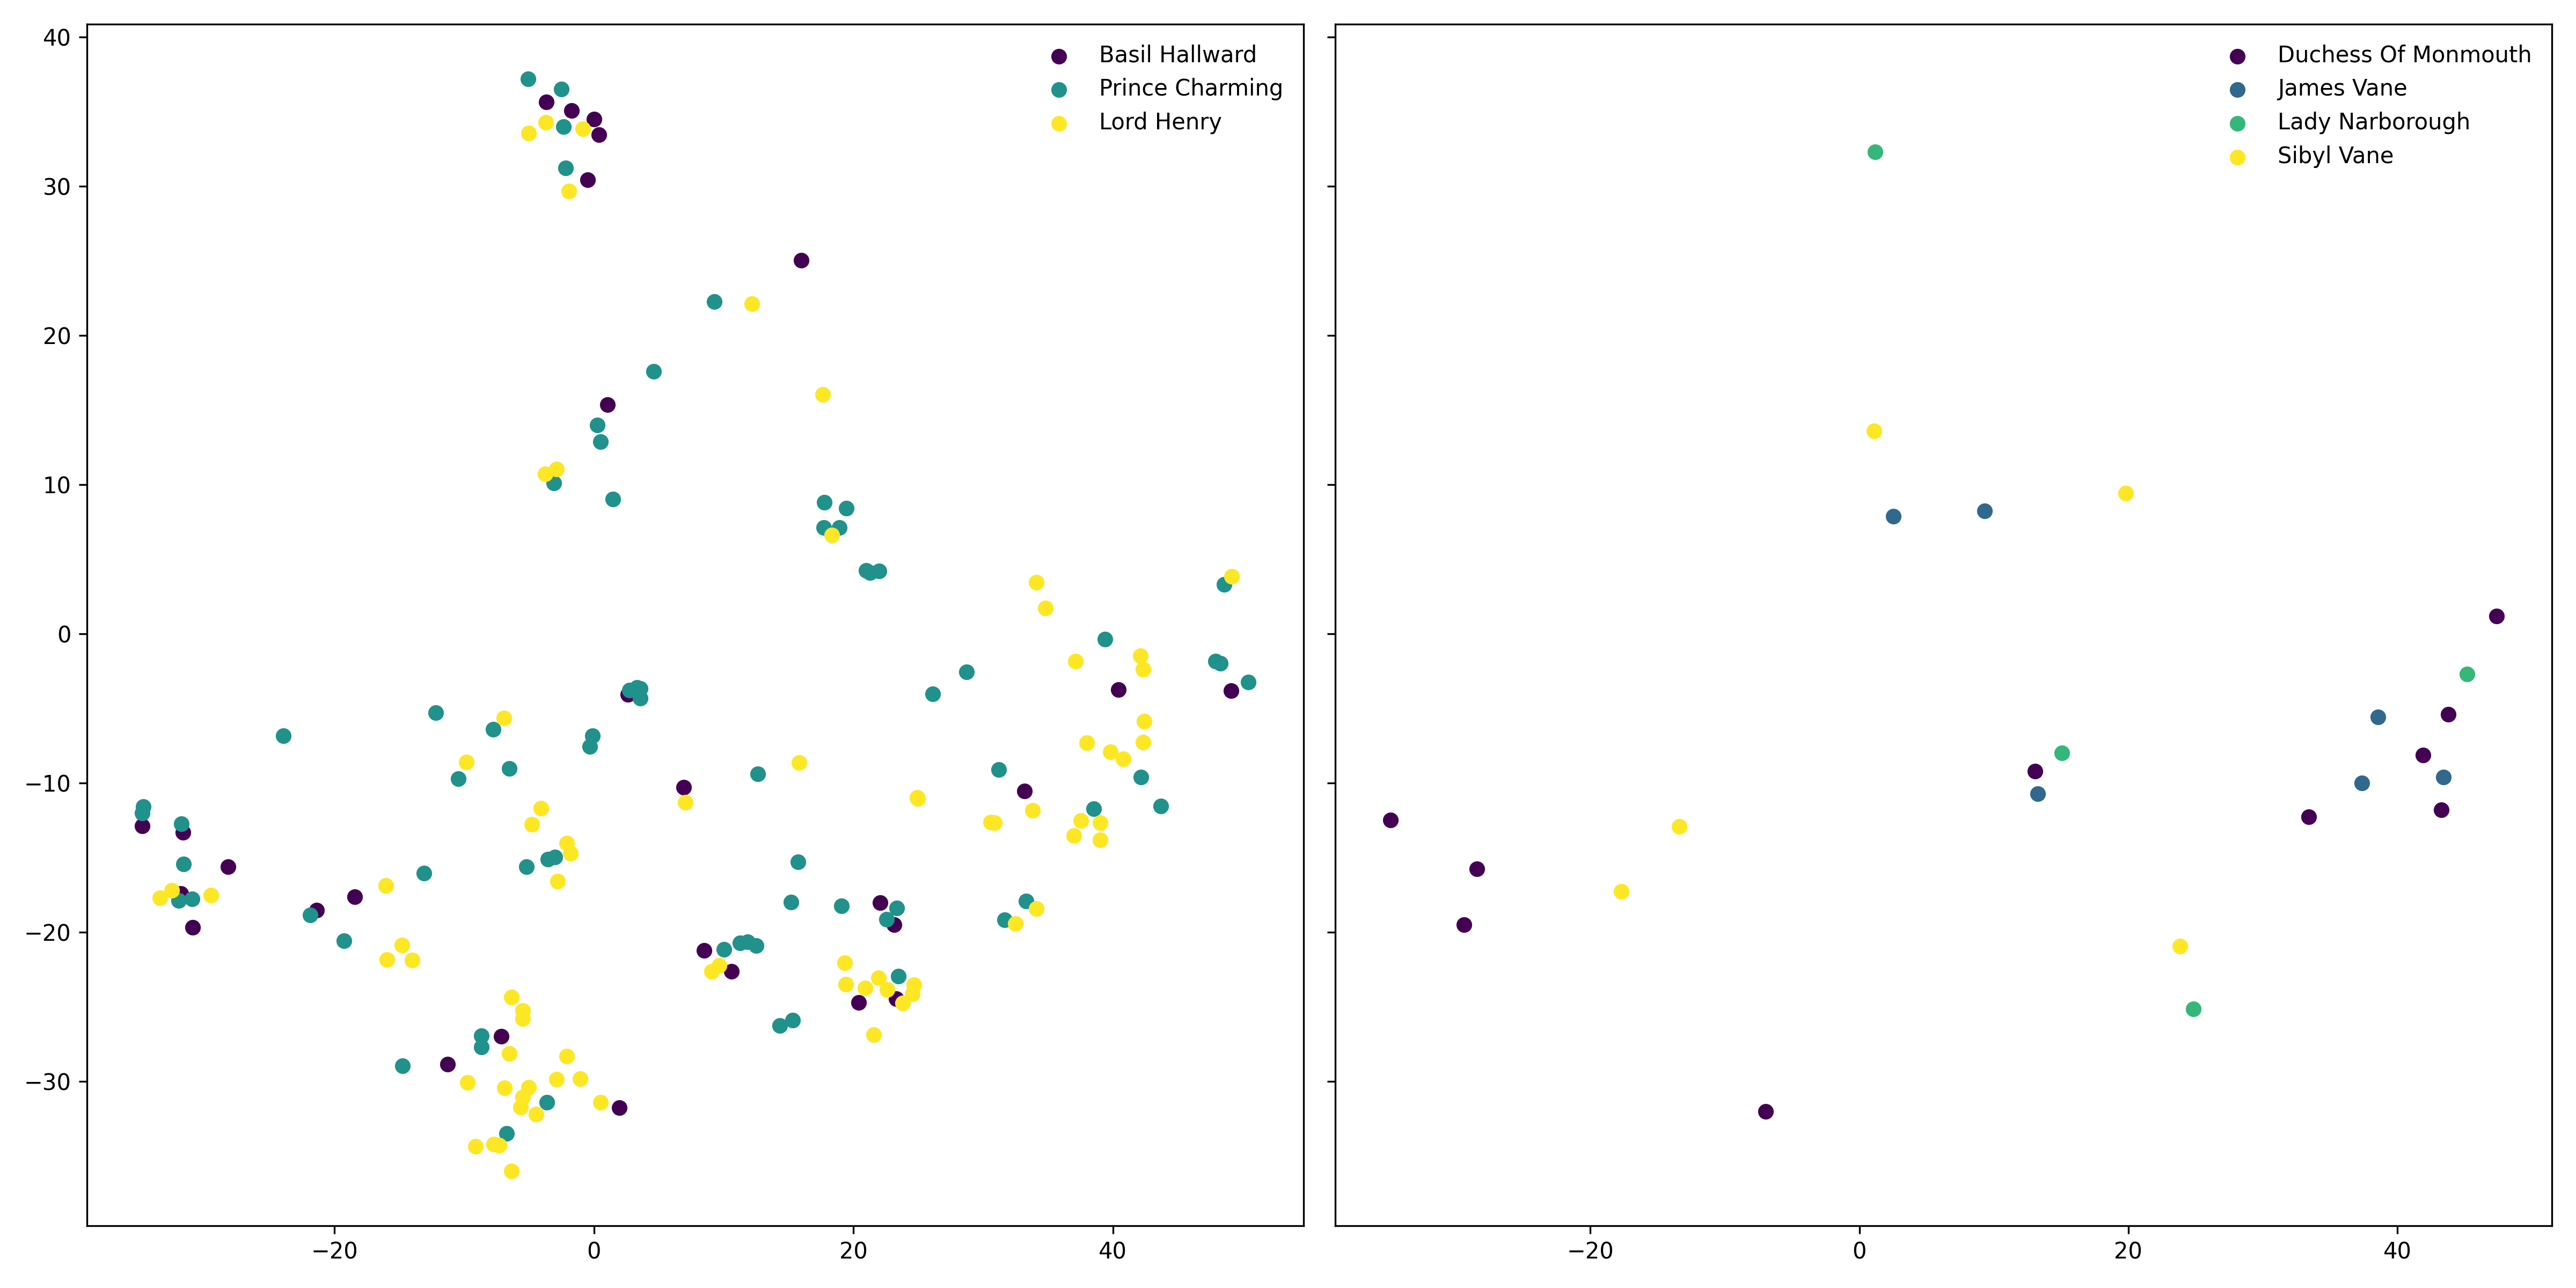 Basil Hallward
Prince Charming
Lord Henry
40
30
20
10
0
−10
−20
−30
−20
0
20
40
Duchess Of Monmouth
James Vane
Lady Narborough
Sibyl Vane
−20
0
20
40